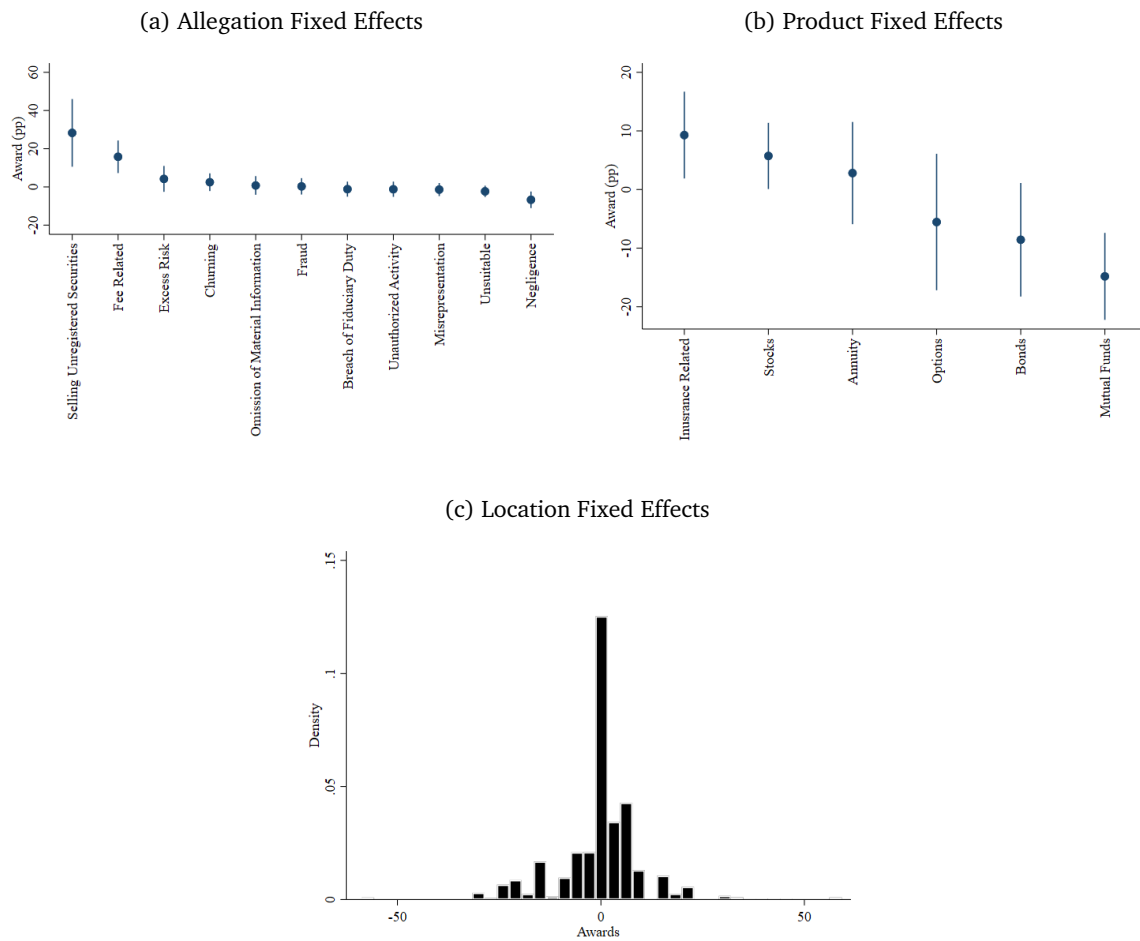 (a) Allegation Fixed Effects
60
40
20
0
-20
Award (pp)
Selling Unregistered Securities
Fee Related
Excess Risk
Churning
Omission of Material Information
Fraud
Breach of Fiduciary Duty
Unauthorized Activity
Misrepresentation
Unsuitable
Negligence
(b) Product Fixed Effects
20
10
0
-10
-20
Award (pp)
Inusrance Related
Stocks
Annuity
Options
Bonds
Mutual Funds
(c) Location Fixed Effects
.15
.1
.05
0
Density
-50
0
50
Awards